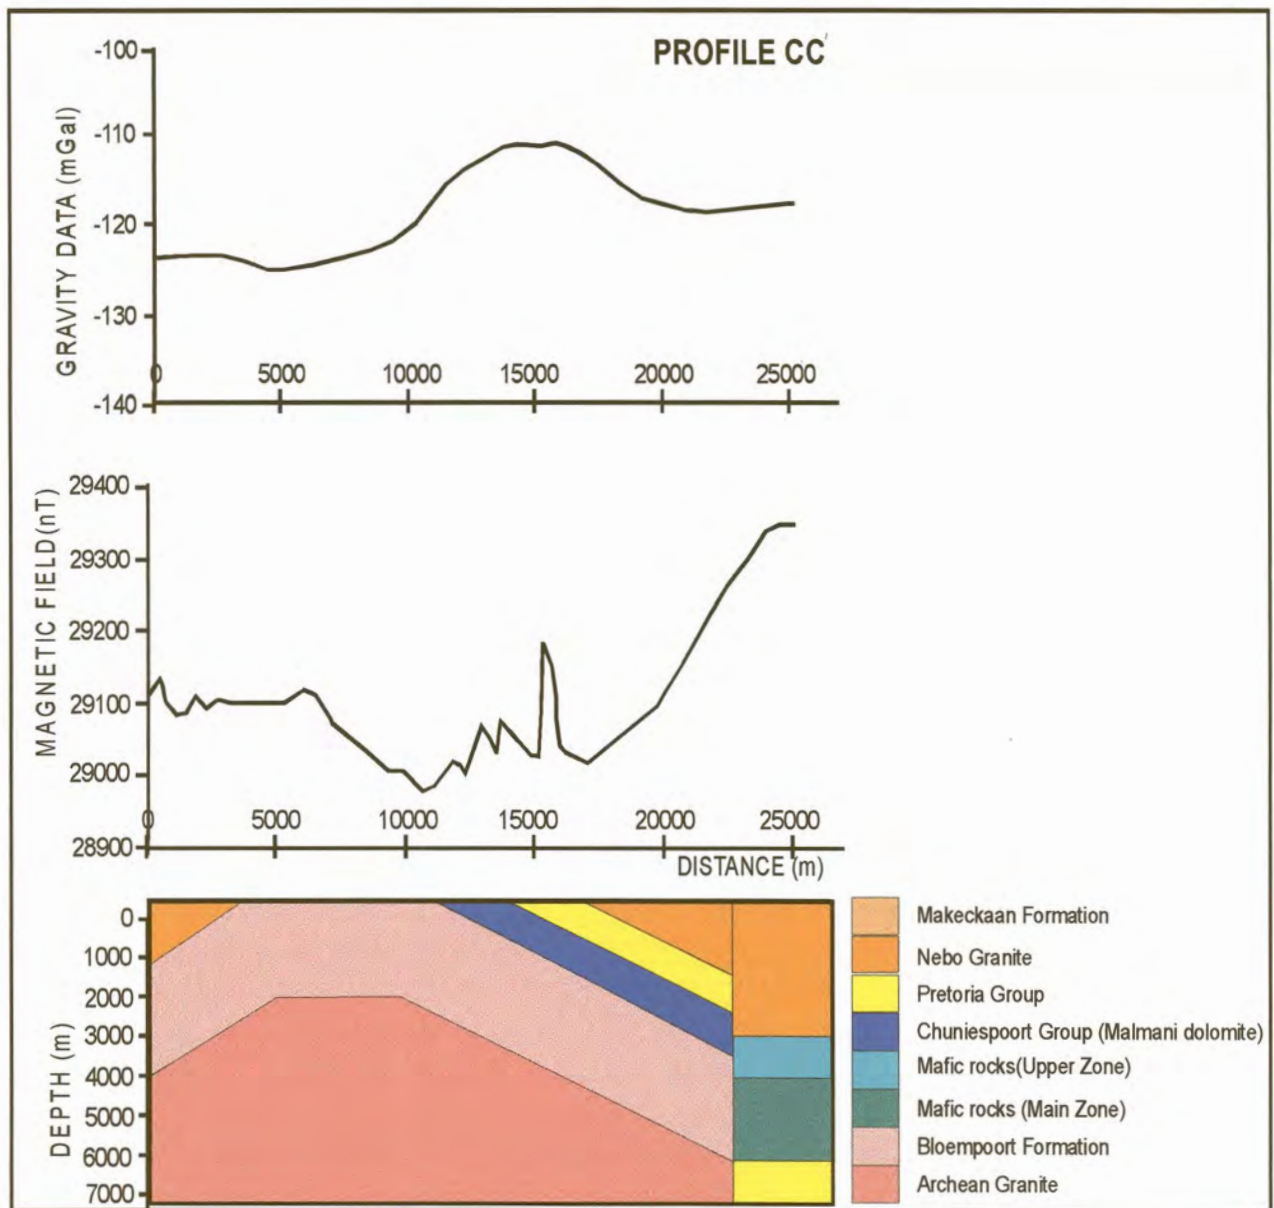 PROFILE CC'
GRAVITY DATA (mGal)
-100
-110
-120
-130
-140
0 5000 10000 15000 20000 25000
MAGNETIC FIELD(nT)
29400
29300
29200
29100
29000
28900
0 5000 10000 15000 20000 25000
DISTANCE (m)
DEPTH (m)
0
1000
2000
3000
4000
5000
6000
7000
Makeckaan Formation
Nebo Granite
Pretoria Group
Chuniespoort Group (Malmani dolomite)
Mafic rocks(Upper Zone)
Mafic rocks (Main Zone)
Bloempoort Formation
Archean Granite